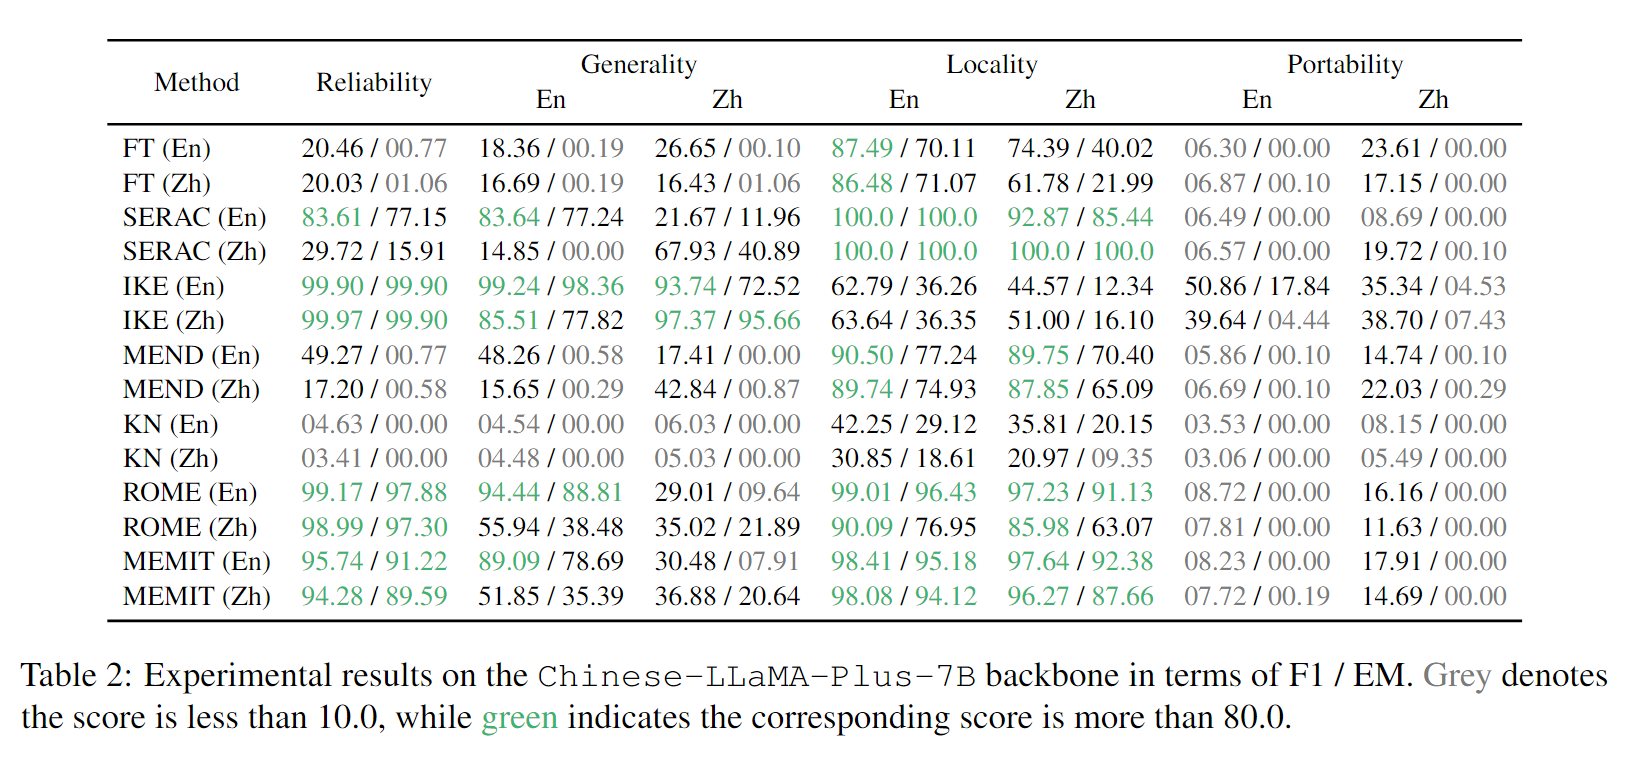 Method Reliability Generality Locality Portability
En Zh En Zh En Zh
FT (En) 20.46 / 00.77 18.36 / 00.19 26.65 / 00.10 87.49 / 70.11 74.39 / 40.02 06.30 / 00.00 23.61 / 00.00
FT (Zh) 20.03 / 01.06 16.69 / 00.19 16.43 / 01.06 86.48 / 71.07 61.78 / 21.99 06.87 / 00.10 17.15 / 00.00
SERAC (En) 83.61 / 77.15 83.64 / 77.24 21.67 / 11.96 100.0 / 100.0 92.87 / 85.44 06.49 / 00.00 08.69 / 00.00
SERAC (Zh) 29.72 / 15.91 14.85 / 00.00 67.93 / 40.89 100.0 / 100.0 100.0 / 100.0 06.57 / 00.00 19.72 / 00.10
IKE (En) 99.90 / 99.90 99.24 / 98.36 93.74 / 72.52 62.79 / 36.26 44.57 / 12.34 50.86 / 17.84 35.34 / 04.53
IKE (Zh) 99.97 / 99.90 85.51 / 77.82 97.37 / 95.66 63.64 / 36.35 51.00 / 16.10 39.64 / 04.44 38.70 / 07.43
MEND (En) 49.27 / 00.77 48.26 / 00.58 17.41 / 00.00 90.50 / 77.24 89.75 / 70.40 05.86 / 00.10 14.74 / 00.10
MEND (Zh) 17.20 / 00.58 15.65 / 00.29 42.84 / 00.87 89.74 / 74.93 87.85 / 65.09 06.69 / 00.10 22.03 / 00.29
KN (En) 04.63 / 00.00 04.54 / 00.00 06.03 / 00.00 42.25 / 29.12 35.81 / 20.15 03.53 / 00.00 08.15 / 00.00
KN (Zh) 03.41 / 00.00 04.48 / 00.00 05.03 / 00.00 30.85 / 18.61 20.97 / 09.35 03.06 / 00.00 05.49 / 00.00
ROME (En) 99.17 / 97.88 94.44 / 88.81 29.01 / 09.64 99.01 / 96.43 97.23 / 91.13 08.72 / 00.00 16.16 / 00.00
ROME (Zh) 98.99 / 97.30 55.94 / 38.48 35.02 / 21.89 90.09 / 76.95 85.98 / 63.07 07.81 / 00.00 11.63 / 00.00
MEMIT (En) 95.74 / 91.22 89.09 / 78.69 30.48 / 07.91 98.41 / 95.18 97.64 / 92.38 08.23 / 00.00 17.91 / 00.00
MEMIT (Zh) 94.28 / 89.59 51.85 / 35.39 36.88 / 20.64 98.08 / 94.12 96.27 / 87.66 07.72 / 00.19 14.69 / 00.00
Table 2: Experimental results on the Chinese-LLaMA-Plus-7B backbone in terms of F1 / EM. Grey denotes
the score is less than 10.0, while green indicates the corresponding score is more than 80.0.